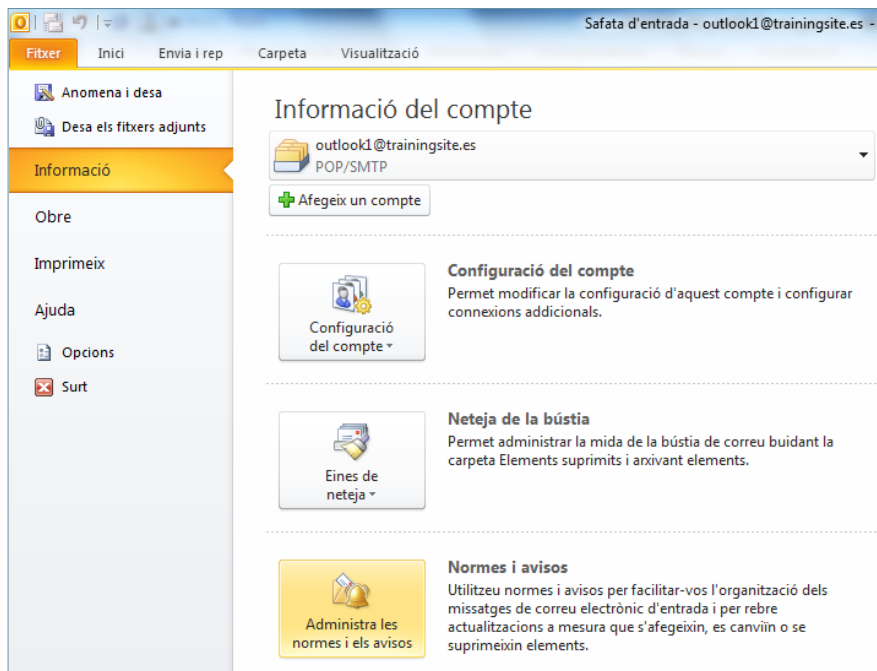 Safata d'entrada - outlook1@trainingsite.es -
Fitxer Inici Envia i rep Carpeta Visualització
Anomena i desa
Desa els fitxers adjunts
Informació
Obre
Imprimeix
Ajuda
Opcions
Surt
Informació del compte
outlook1@trainingsite.es
POP/SMTP
Afegeix un compte
Configuració
del compte
Configuració del compte
Permet modificar la configuració d'aquest compte i configurar
connexions addicionals.
Eines de
neteja
Neteja de la bústia
Permet administrar la mida de la bústia de correu buidant la
carpeta Elements suprimits i arxivant elements.
Administra les
normes i els avisos
Normes i avisos
Utilitzeu normes i avisos per facilitar-vos l'organització dels
missatges de correu electrònic d'entrada i per rebre
actualitzacions a mesura que s'afegeixin, es canviïn o se
suprimeixin elements.